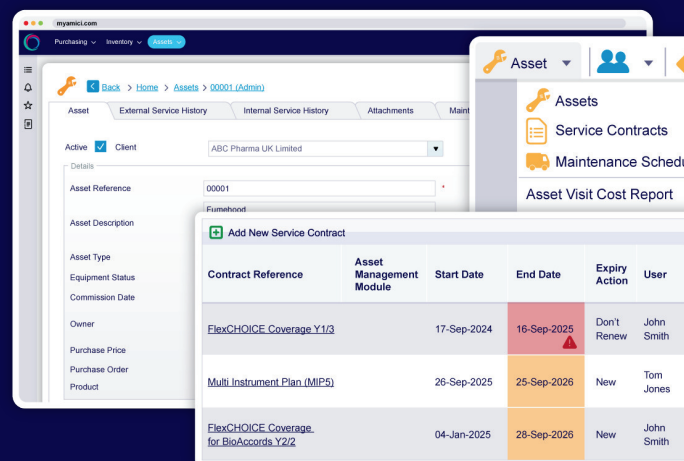 myamici.com
Purchasing
Inventory
Assets
Back > Home > Assets > 00001 (Admin)
Asset
External Service History
Internal Service History
Attachments
Active
Client
ABC Pharma UK Limited
Details
Asset Reference
00001
*
Asset Description
Fumehood
Asset Type
Equipment Status
Commission Date
Owner
Purchase Price
Purchase Order
Product
Asset
Assets
Service Contracts
Maintenance
Asset Visit Cost Report
Add New Service Contract
Contract Reference
Asset
Management
Module
Start Date
End Date
Expiry
Action
User
FlexCHOICE Coverage Y1/3
17-Sep-2024
16-Sep-2025
Don't
Renew
John
Smith
Multi Instrument Plan (MIP5)
26-Sep-2025
25-Sep-2026
New
Tom
Jones
FlexCHOICE Coverage
for BioAccords Y2/2
04-Jan-2025
28-Sep-2026
New
John
Smith